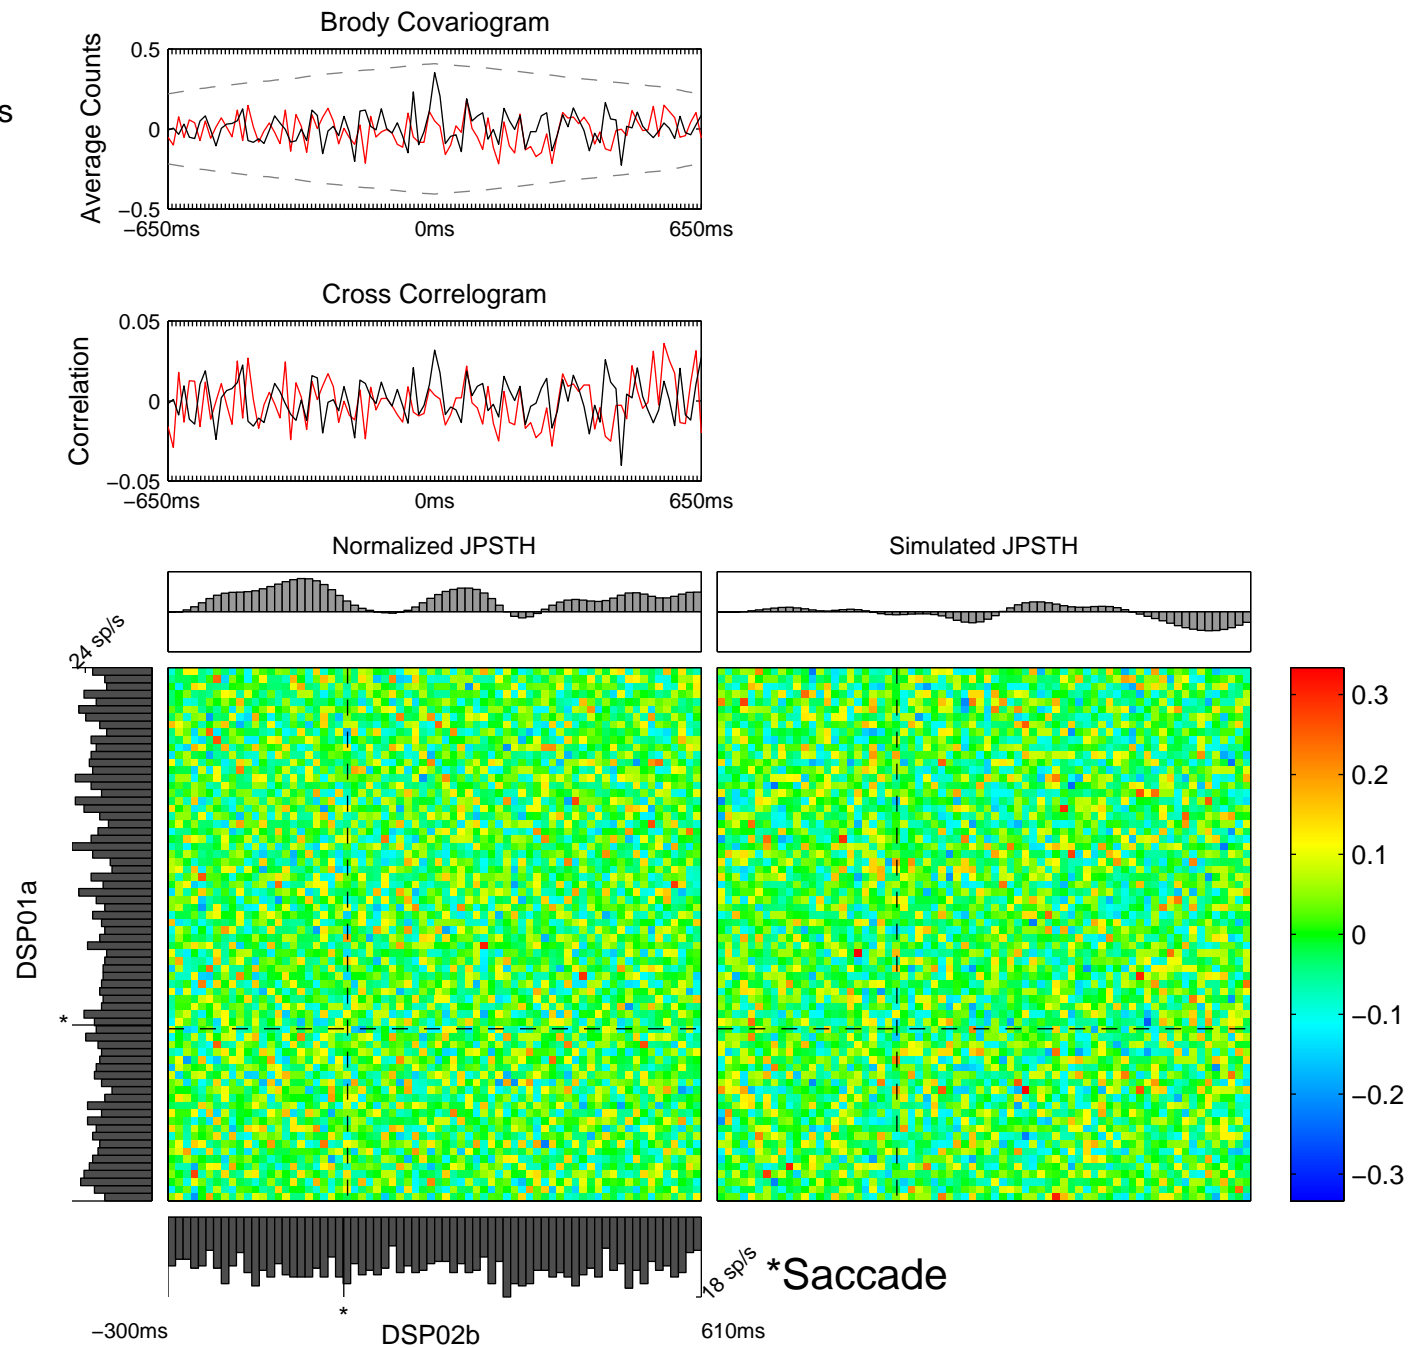 Brody Covariogram
Average Counts
0.5
0
−0.5
−650ms 0ms 650ms
s
Cross Correlogram
Correlation
0.05
0
−0.05
−650ms 0ms 650ms
Normalized JPSTH
Simulated JPSTH
24 sp/s
DSP01a
*
0.3
0.2
0.1
0
−0.1
−0.2
−0.3
18 sp/s
*Saccade
*
−300ms DSP02b 610ms